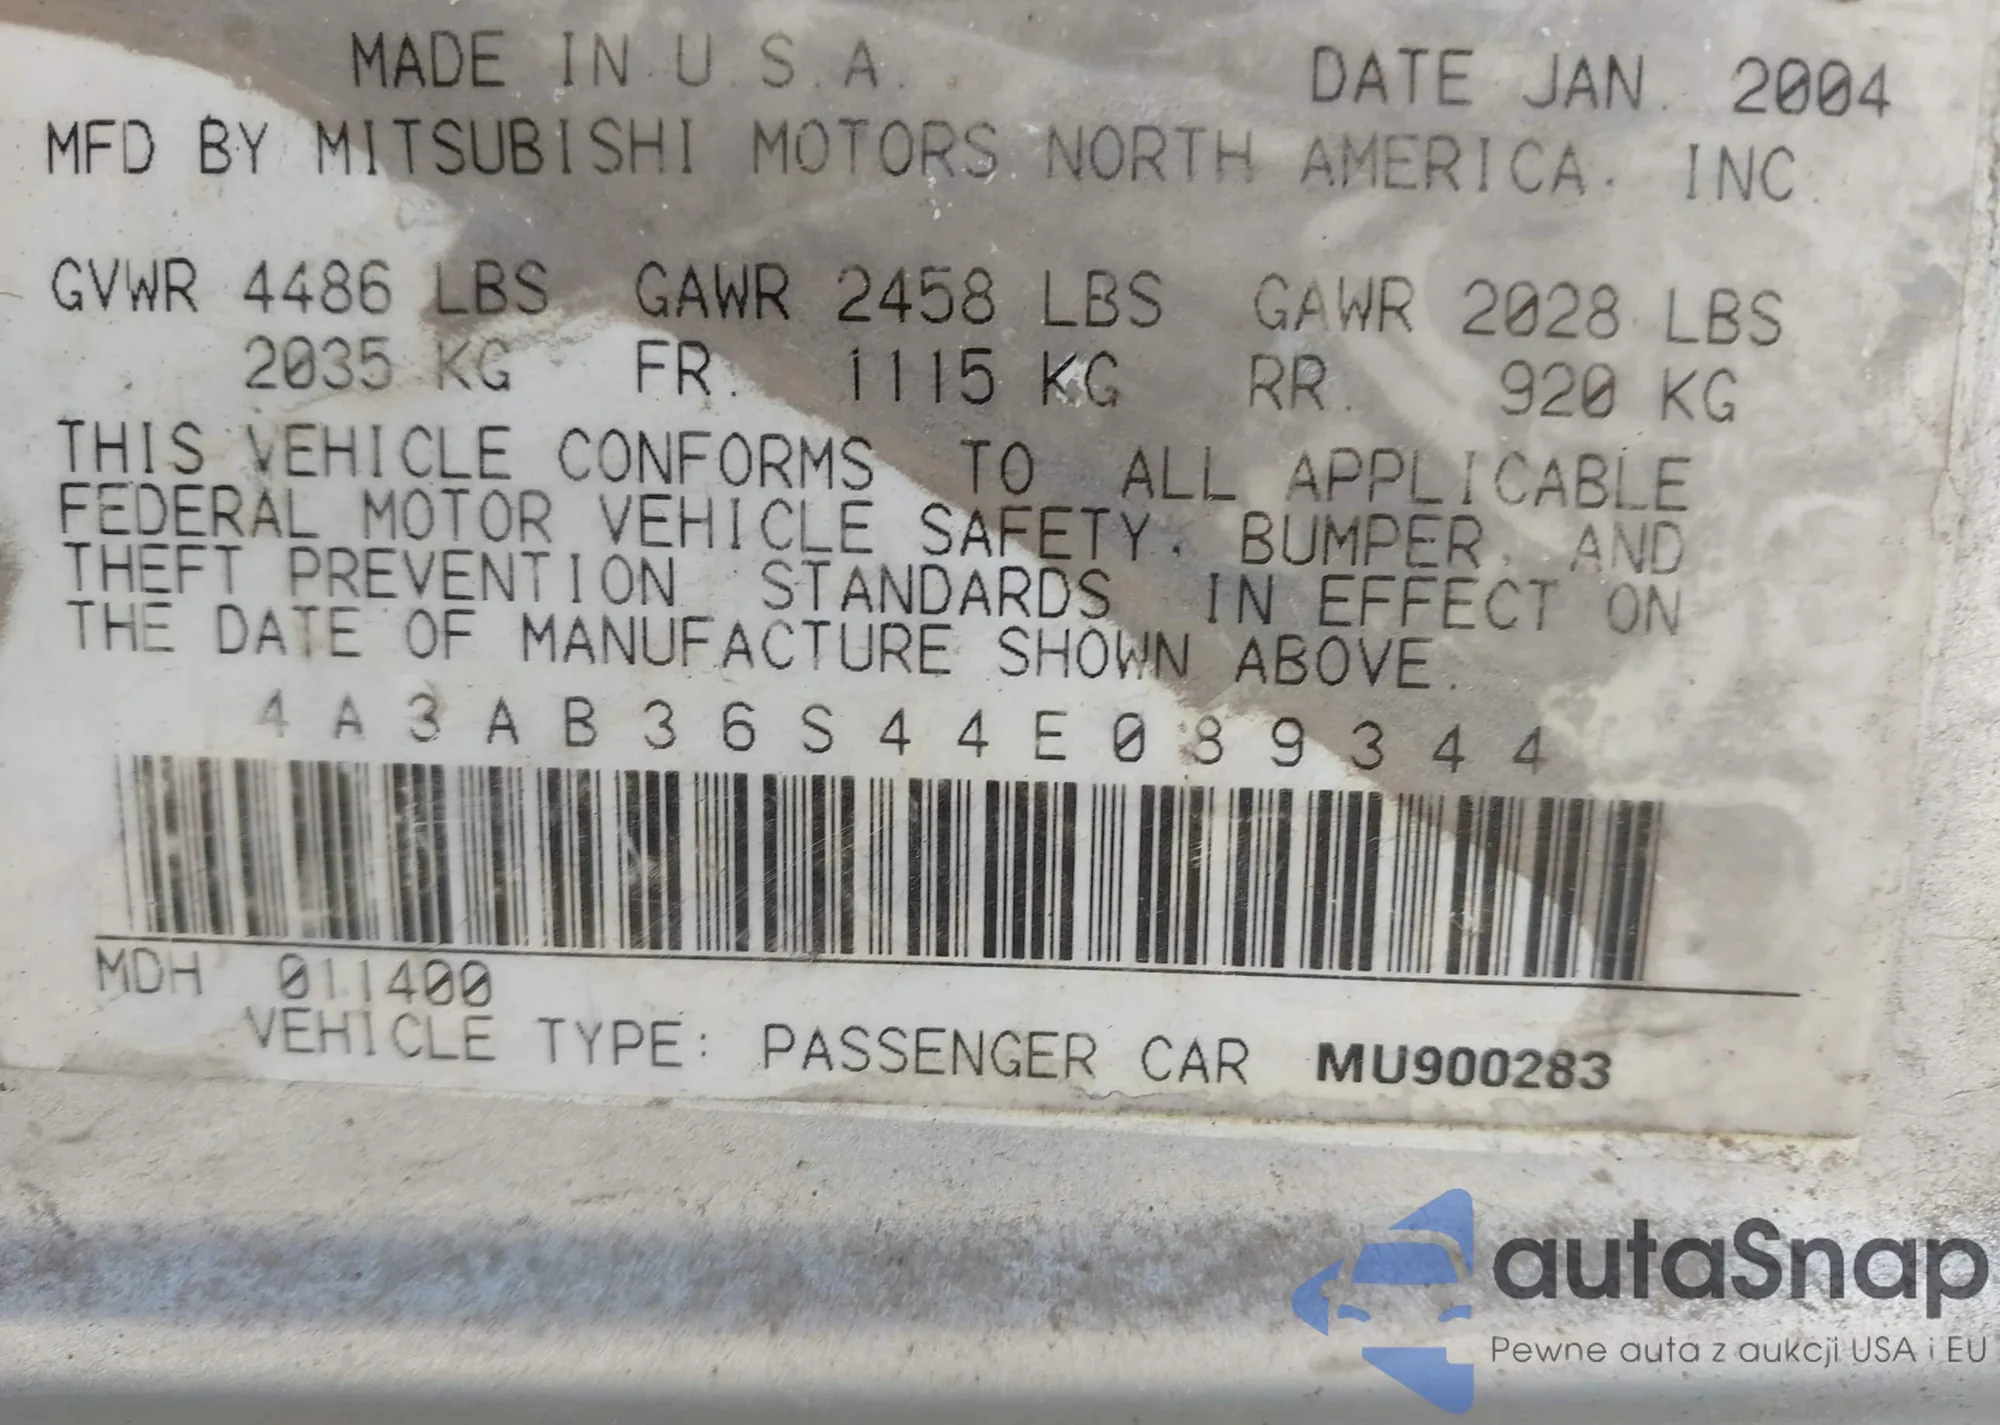 MADE IN U.S.A.
DATE JAN. 2004
MFD BY MITSUBISHI MOTORS NORTH AMERICA, INC.
GVWR 4486 LBS GAWR 2458 LBS GAWR 2028 LBS
2035 KG FR. 1115 KG RR. 920 KG
THIS VEHICLE CONFORMS TO ALL APPLICABLE
FEDERAL MOTOR VEHICLE SAFETY, BUMPER, AND
THEFT PREVENTION STANDARDS IN EFFECT ON
THE DATE OF MANUFACTURE SHOWN ABOVE.
4A3AB36S44E089344
MDH 011400
VEHICLE TYPE: PASSENGER CAR MU900283
autaSnap
Pewne auta z aukcji USA i EU